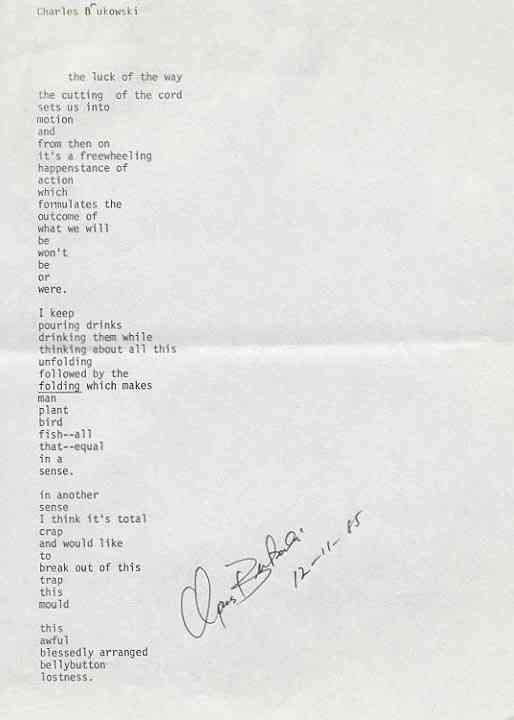 Charles Bukowski
the luck of the way
the cutting of the cord
sets us into
motion
and
from then on
it's a freewheeling
happenstance of
action
which
formulates the
outcome of
what we will
be
won't
be
or
were.
I keep
pouring drinks
drinking them while
thinking about all this
unfolding
followed by the
folding which makes
man
plant
bird
fish--all
that--equal
in a
sense.
in another
sense
I think it's total
crap
and would like
to
break out of this
trap
this
mould
this
awful
blessedly arranged
bellybutton
lostness.
12-11-85